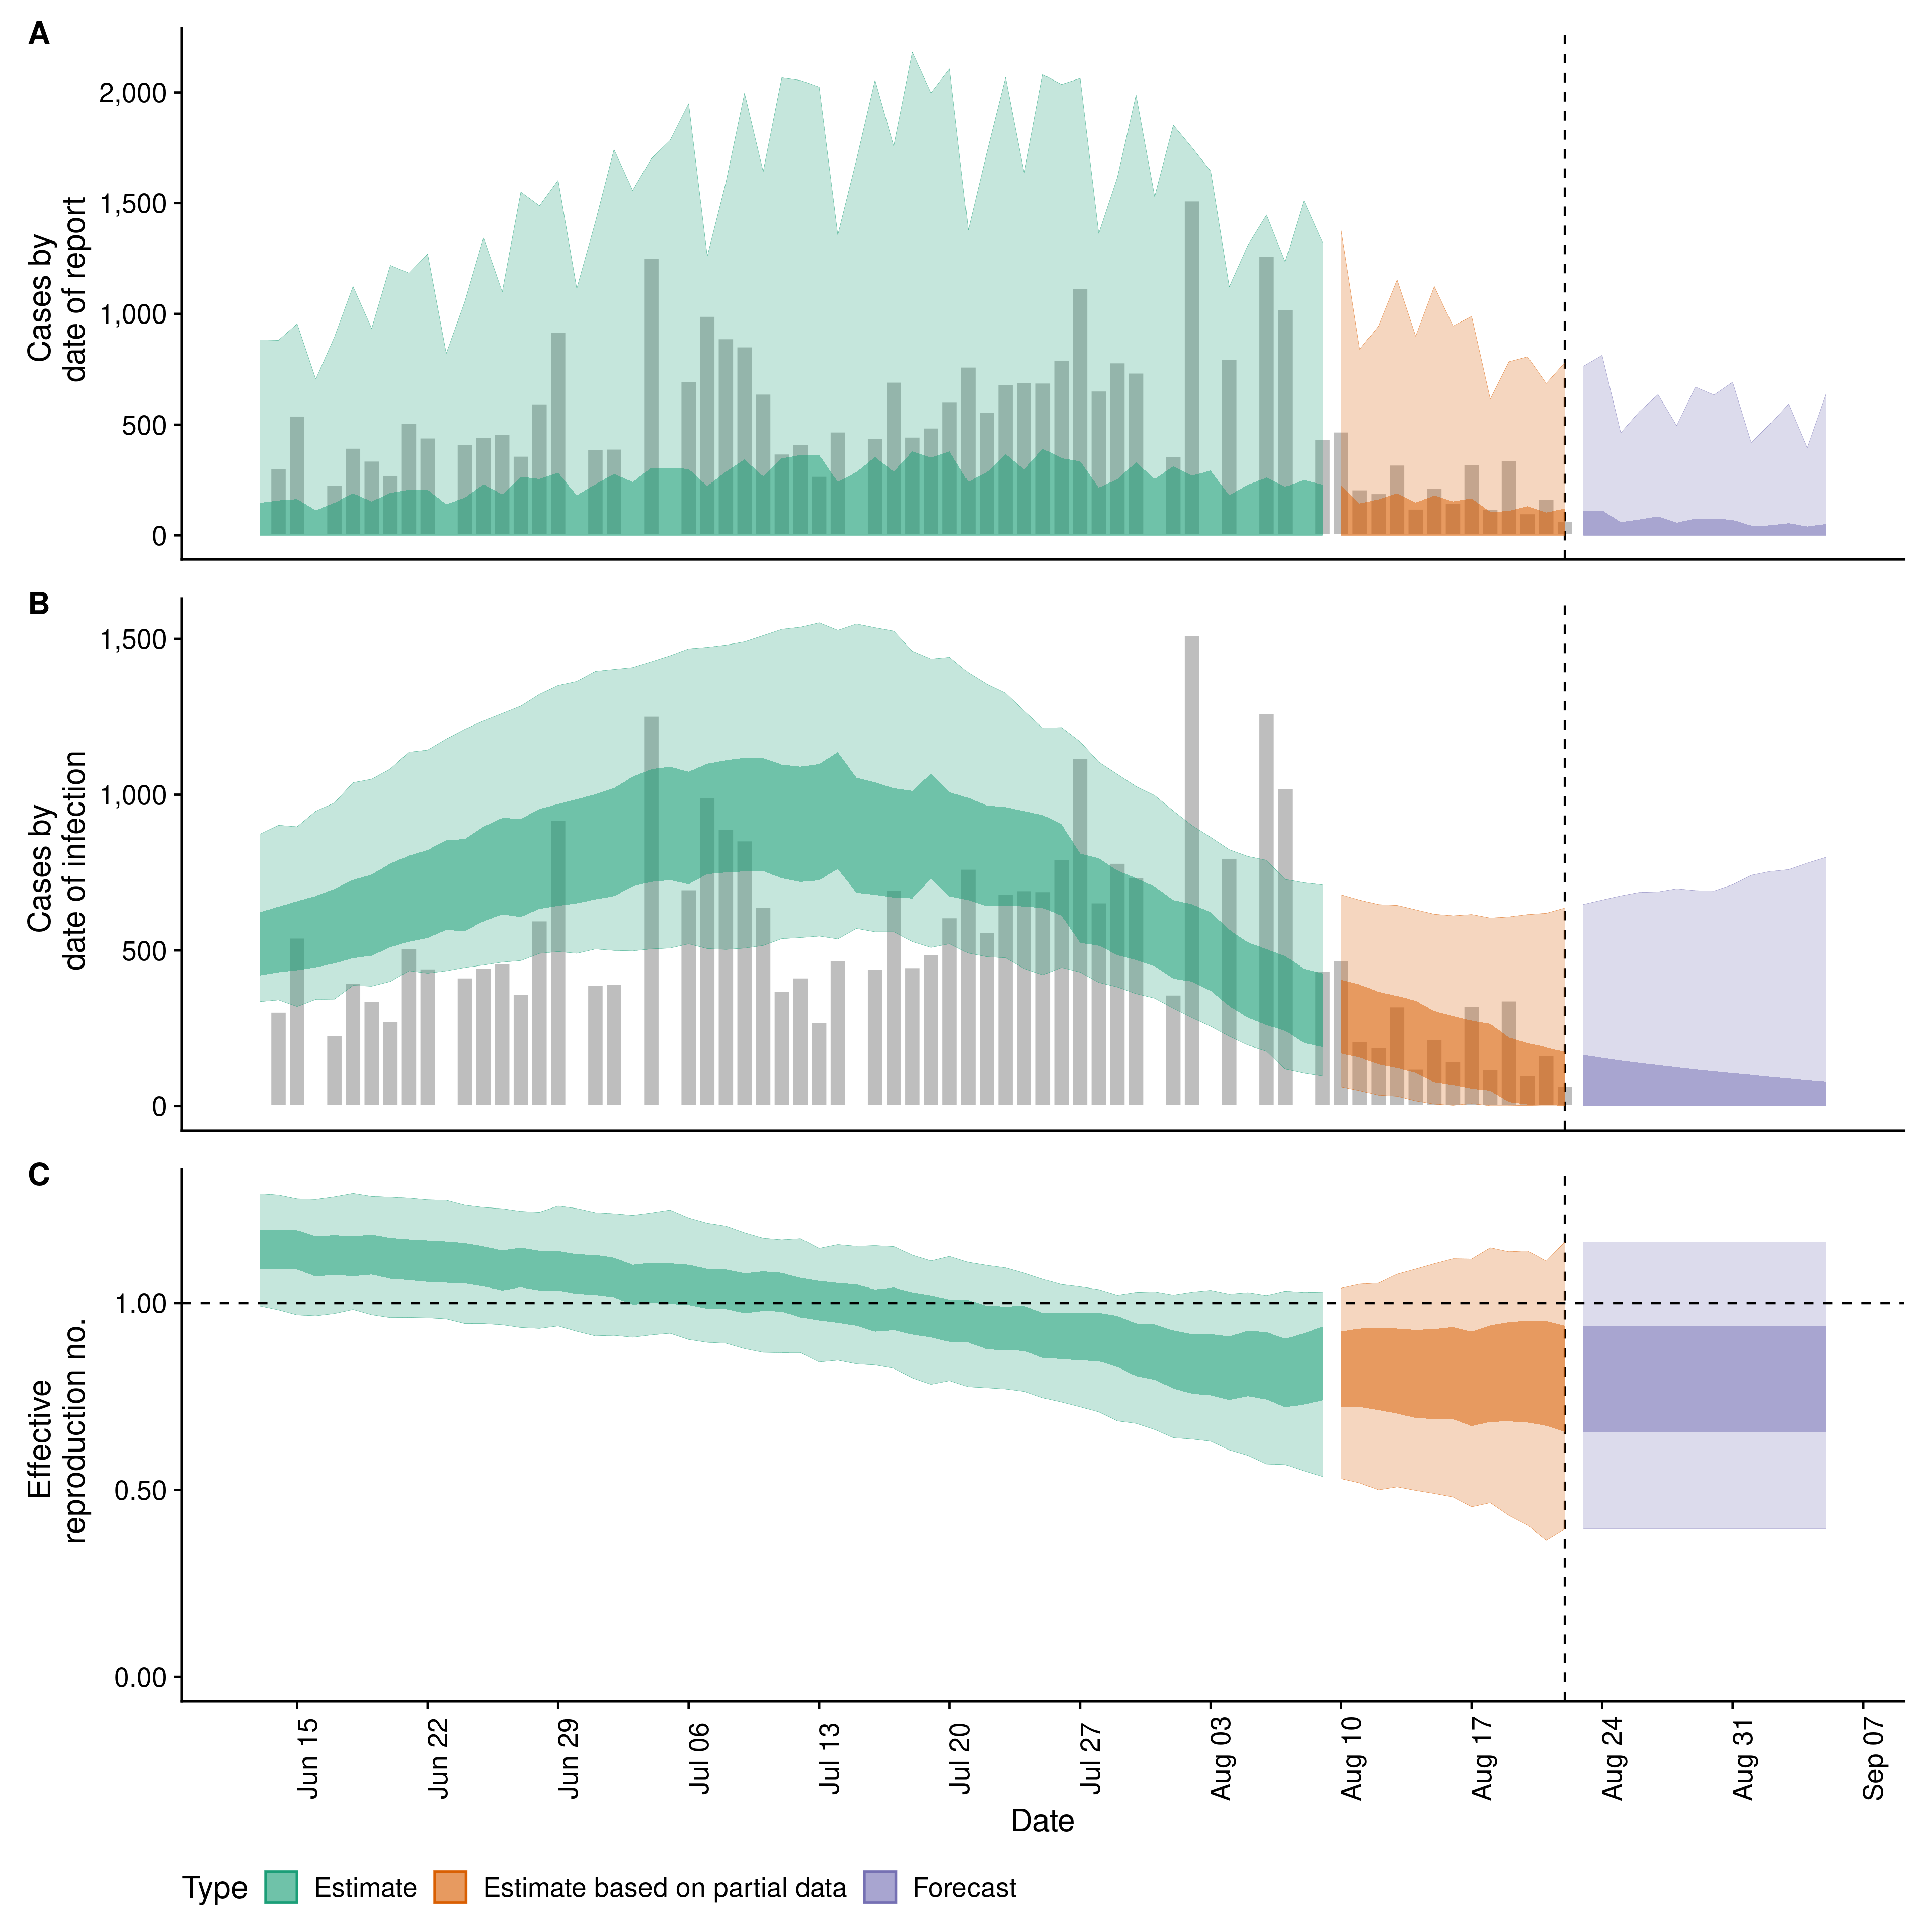 A
Cases by
date of report
2,000
1,500
1,000
500
0
B
Cases by
date of infection
1,500
1,000
500
0
C
Effective
reproduction no.
1.00
0.50
0.00
Jun 15
Jun 22
Jun 29
Jul 06
Jul 13
Jul 20
Jul 27
Aug 03
Aug 10
Aug 17
Aug 24
Aug 31
Sep 07
Date
Type Estimate Estimate based on partial data Forecast